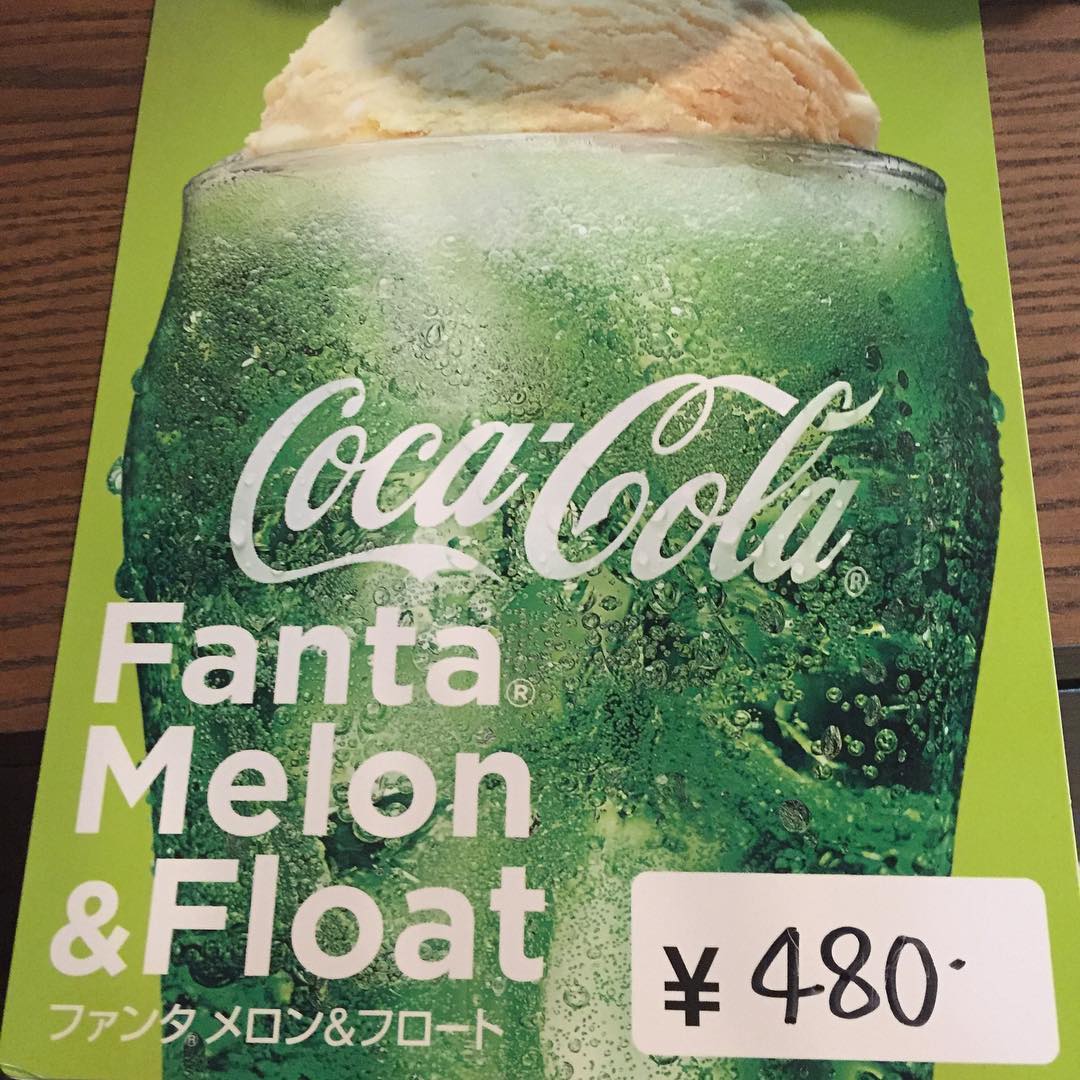 Coca-Cola®
Fanta®
Melon
&Float
ファンタ® メロン&フロート
¥480.